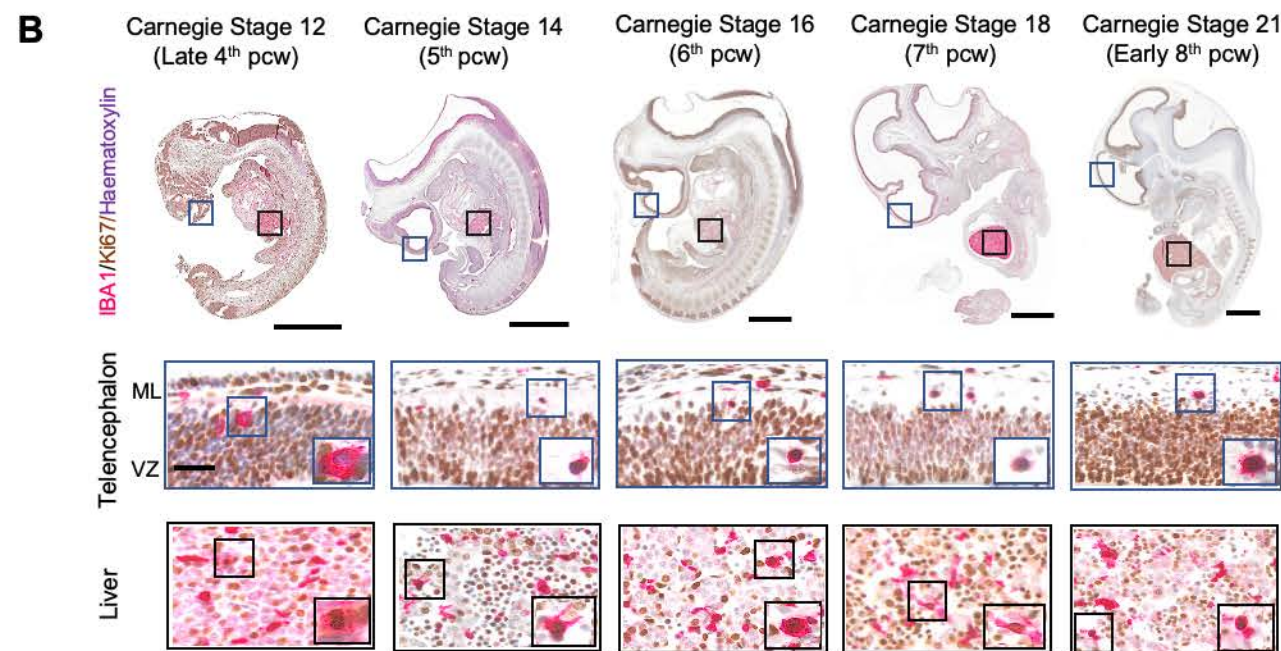 B
Carnegie Stage 12
(Late 4th pcw)
Carnegie Stage 14
(5th pcw)
Carnegie Stage 16
(6th pcw)
Carnegie Stage 18
(7th pcw)
Carnegie Stage 21
(Early 8th pcw)
IBA1/Ki67/Haematoxylin
Telencephalon
ML
VZ
Liver